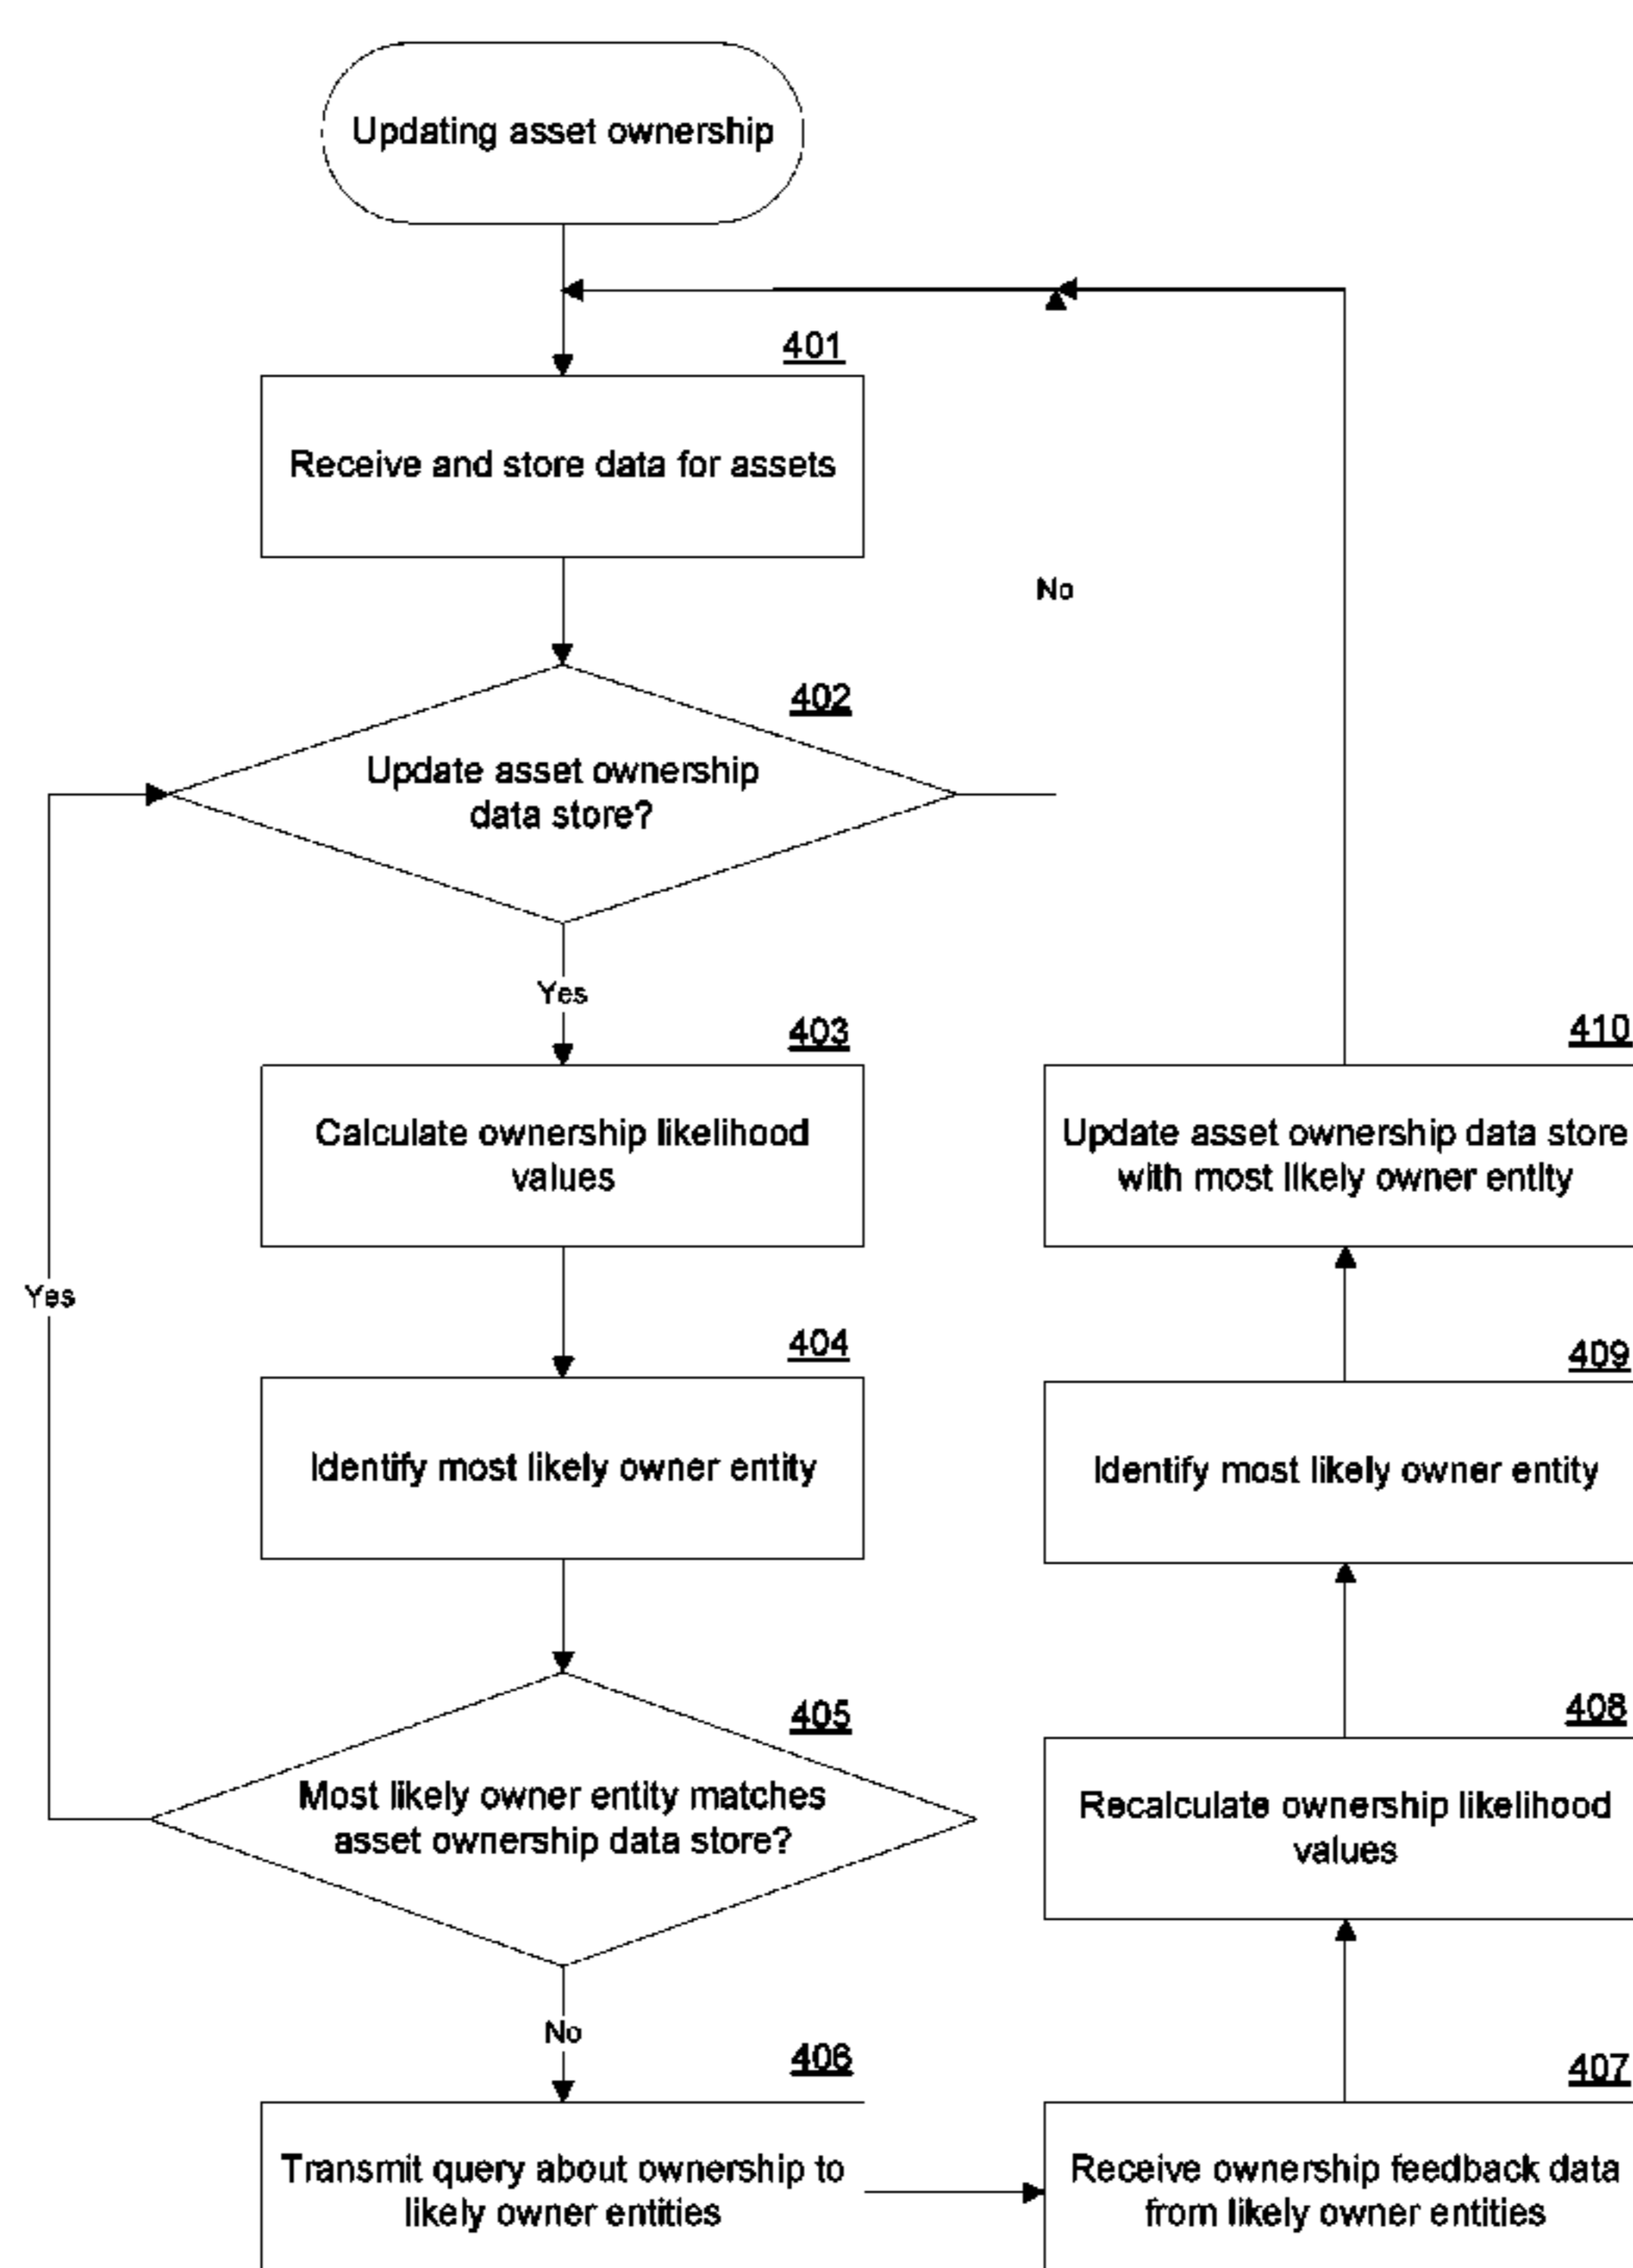 Updating asset ownership
401
Receive and store data for assets
No
402
Update asset ownership
data store?
Yes
403
Calculate ownership likelihood
values
Yes
404
Identify most likely owner entity
405
Most likely owner entity matches
asset ownership data store?
No
406
Transmit query about ownership to
likely owner entities
407
Receive ownership feedback data
from likely owner entities
408
Recalculate ownership likelihood
values
409
Identify most likely owner entity
410
Update asset ownership data store
with most likely owner entity